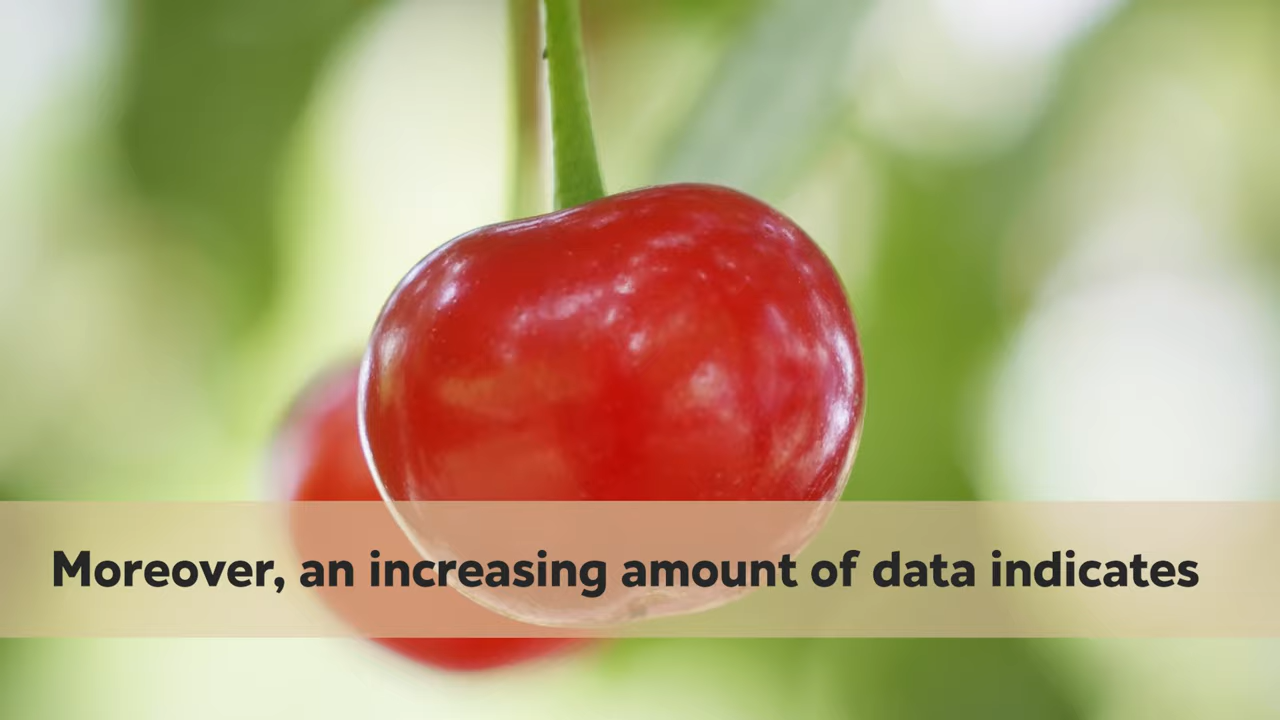 Moreover, an increasing amount of data indicates